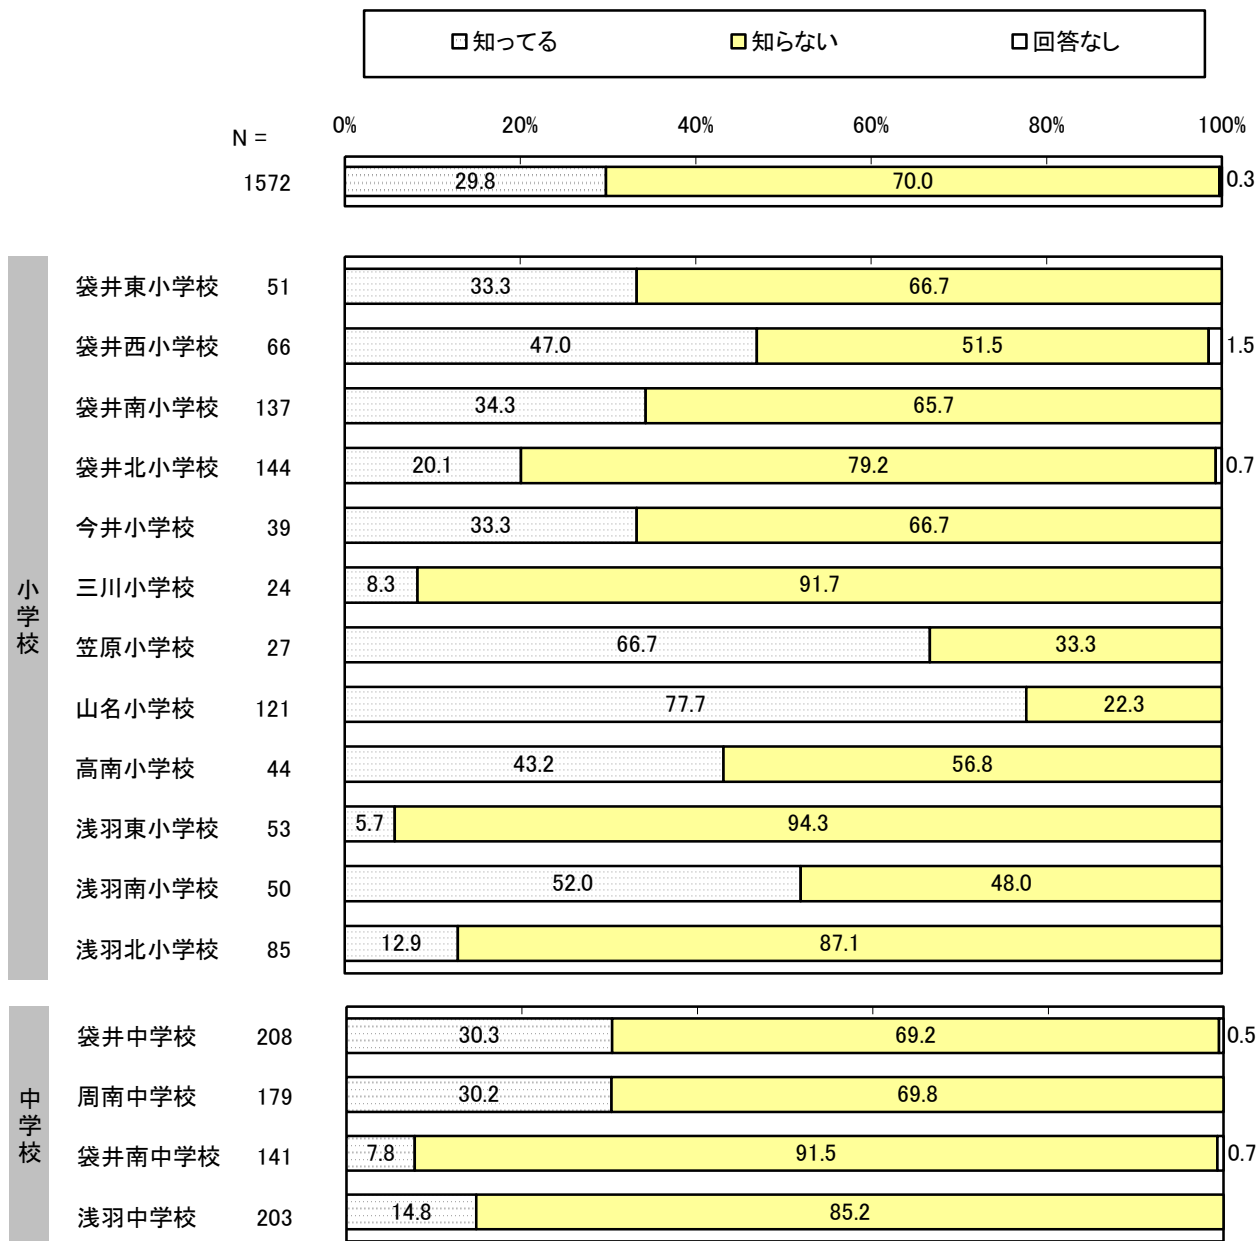 知ってる 知らない 回答なし
N = 0% 20% 40% 60% 80% 100%
1572 29.8 70.0 0.3
小学校
袋井東小学校 51 33.3 66.7
袋井西小学校 66 47.0 51.5 1.5
袋井南小学校 137 34.3 65.7
袋井北小学校 144 20.1 79.2 0.7
今井小学校 39 33.3 66.7
三川小学校 24 8.3 91.7
笠原小学校 27 66.7 33.3
山名小学校 121 77.7 22.3
高南小学校 44 43.2 56.8
浅羽東小学校 53 5.7 94.3
浅羽南小学校 50 52.0 48.0
浅羽北小学校 85 12.9 87.1
中学校
袋井中学校 208 30.3 69.2 0.5
周南中学校 179 30.2 69.8
袋井南中学校 141 7.8 91.5 0.7
浅羽中学校 203 14.8 85.2